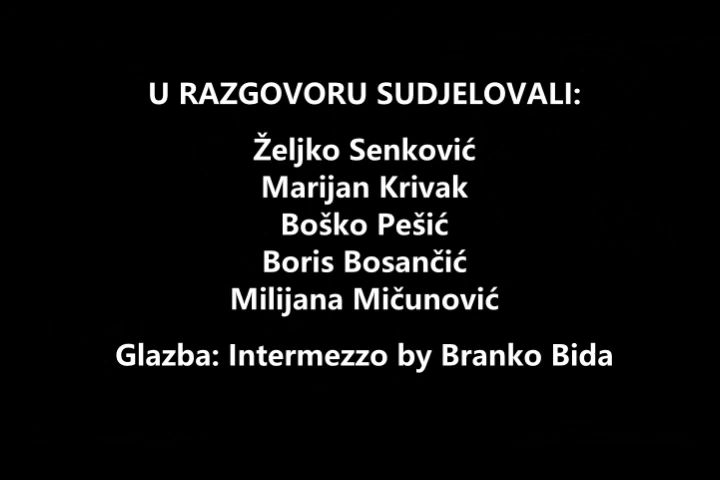 U RAZGOVORU SUDJELOVALI:
Željko Senković
Marijan Krivak
Boško Pešić
Boris Bosančić
Milijana Mičunović
Glazba: Intermezzo by Branko Bida